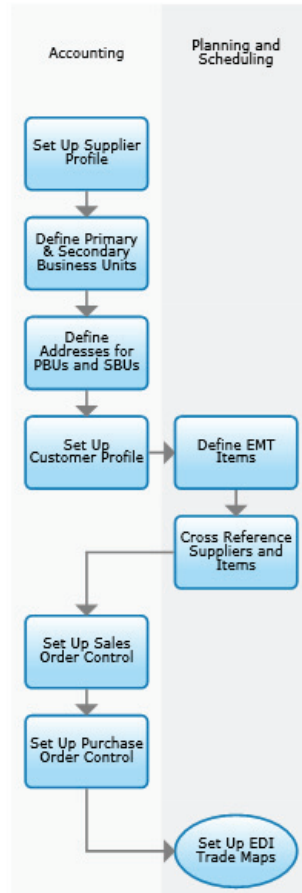 Accounting
Planning and
Scheduling
Set Up Supplier
Profile
Define Primary
& Secondary
Business Units
Define
Addresses for
PBUs and SBUs
Set Up
Customer Profile
Define EMT
Items
Cross Reference
Suppliers and
Items
Set Up Sales
Order Control
Set Up Purchase
Order Control
Set Up EDI
Trade Maps